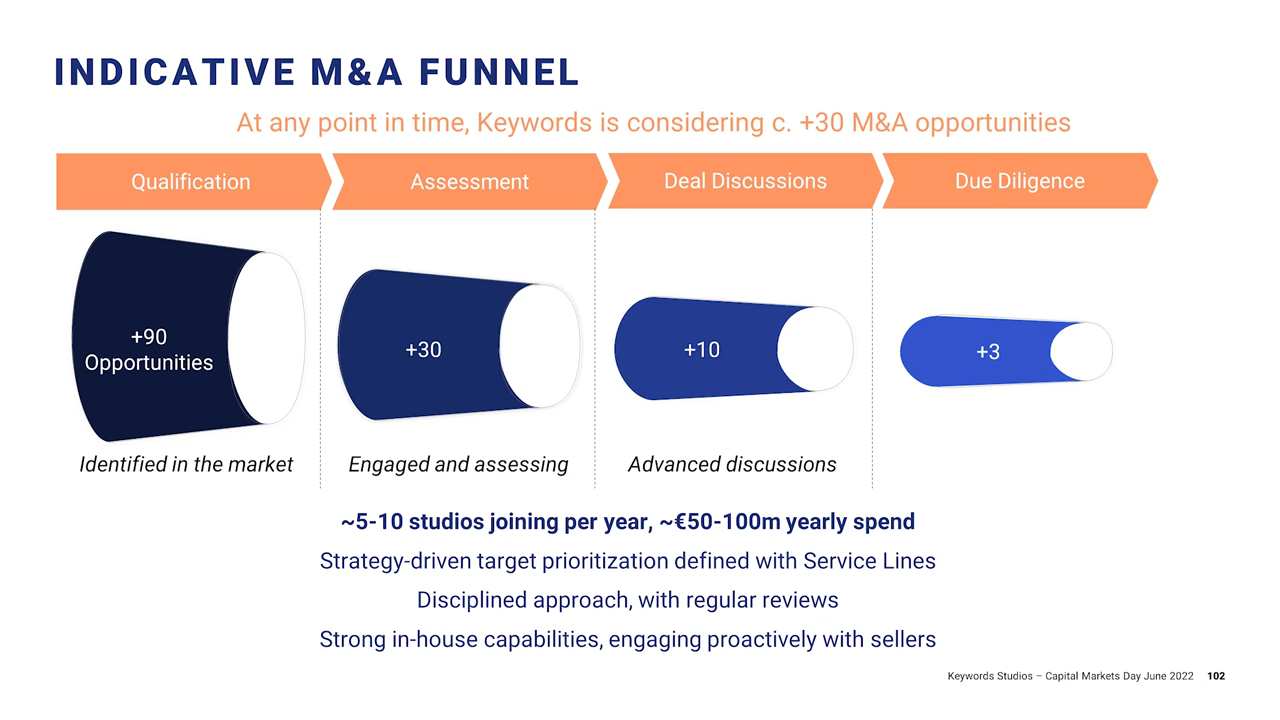 INDICATIVE M&A FUNNEL
At any point in time, Keywords is considering c. +30 M&A opportunities
Qualification
Assessment
Deal Discussions
Due Diligence
+90
Opportunities
+30
+10
+3
Identified in the market
Engaged and assessing
Advanced discussions
~5-10 studios joining per year, ~€50-100m yearly spend
Strategy-driven target prioritization defined with Service Lines
Disciplined approach, with regular reviews
Strong in-house capabilities, engaging proactively with sellers
Keywords Studios – Capital Markets Day June 2022 102